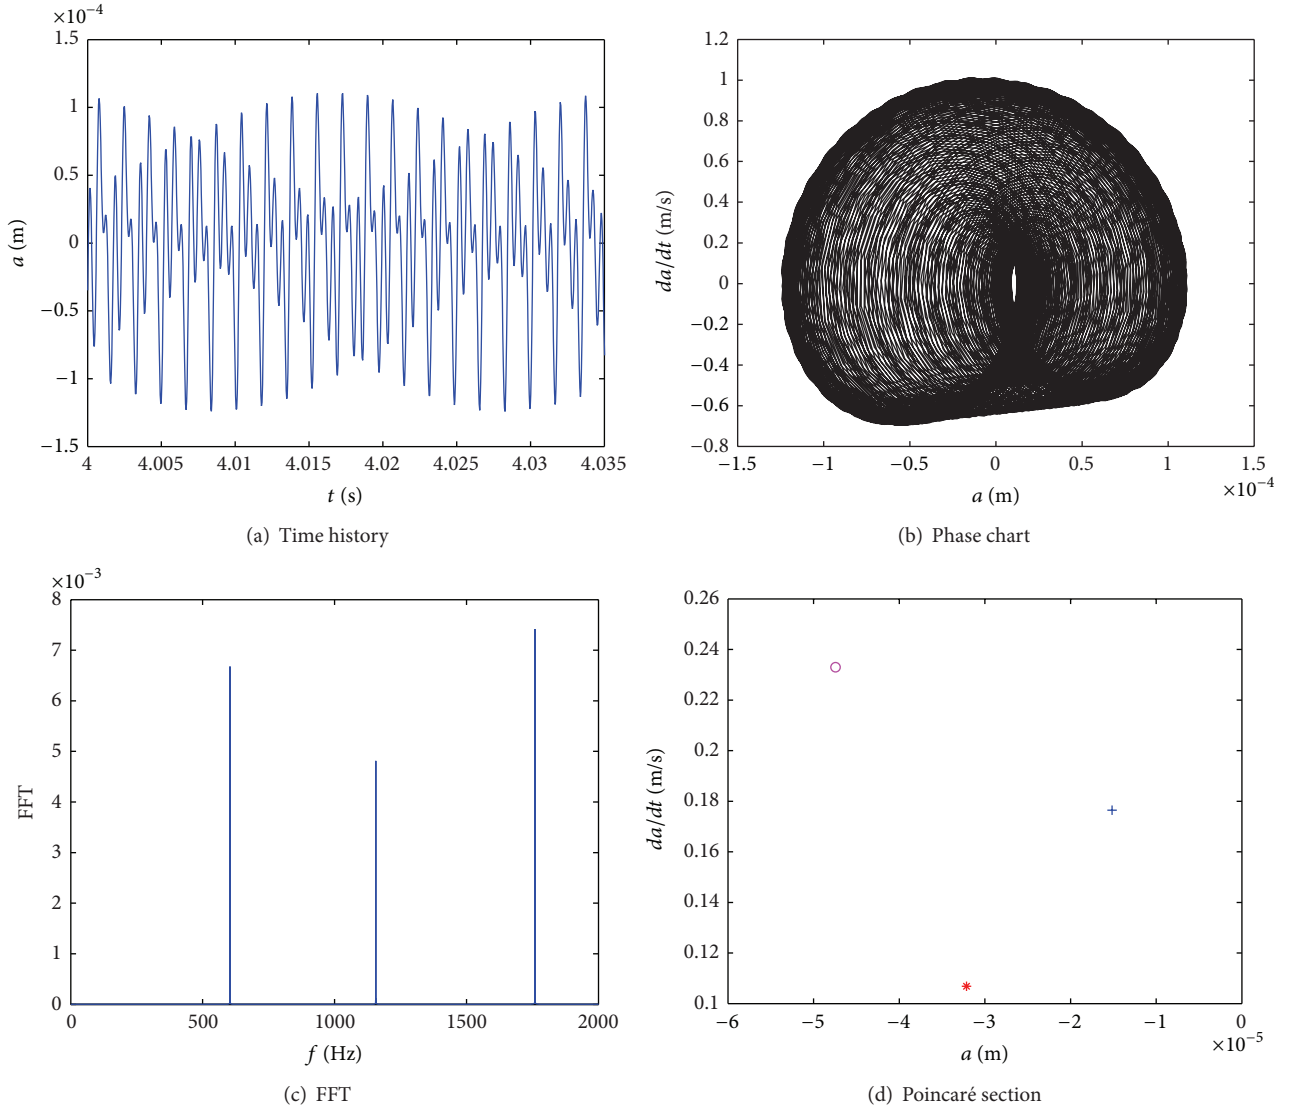 ×10⁻⁴
1.5
1
0.5
0
−0.5
−1
−1.5
a (m)
4 4.005 4.01 4.015 4.02 4.025 4.03 4.035
t (s)
(a) Time history
1.2
1
0.8
0.6
0.4
0.2
0
−0.2
−0.4
−0.6
−0.8
da/dt (m/s)
−1.5 −1 −0.5 0 0.5 1 1.5
×10⁻⁴
a (m)
(b) Phase chart
×10⁻³
8
7
6
5
4
3
2
1
0
FFT
0 500 1000 1500 2000
f (Hz)
(c) FFT
0.26
0.24
0.22
0.2
0.18
0.16
0.14
0.12
0.1
da/dt (m/s)
−6 −5 −4 −3 −2 −1 0
×10⁻⁵
a (m)
(d) Poincaré section